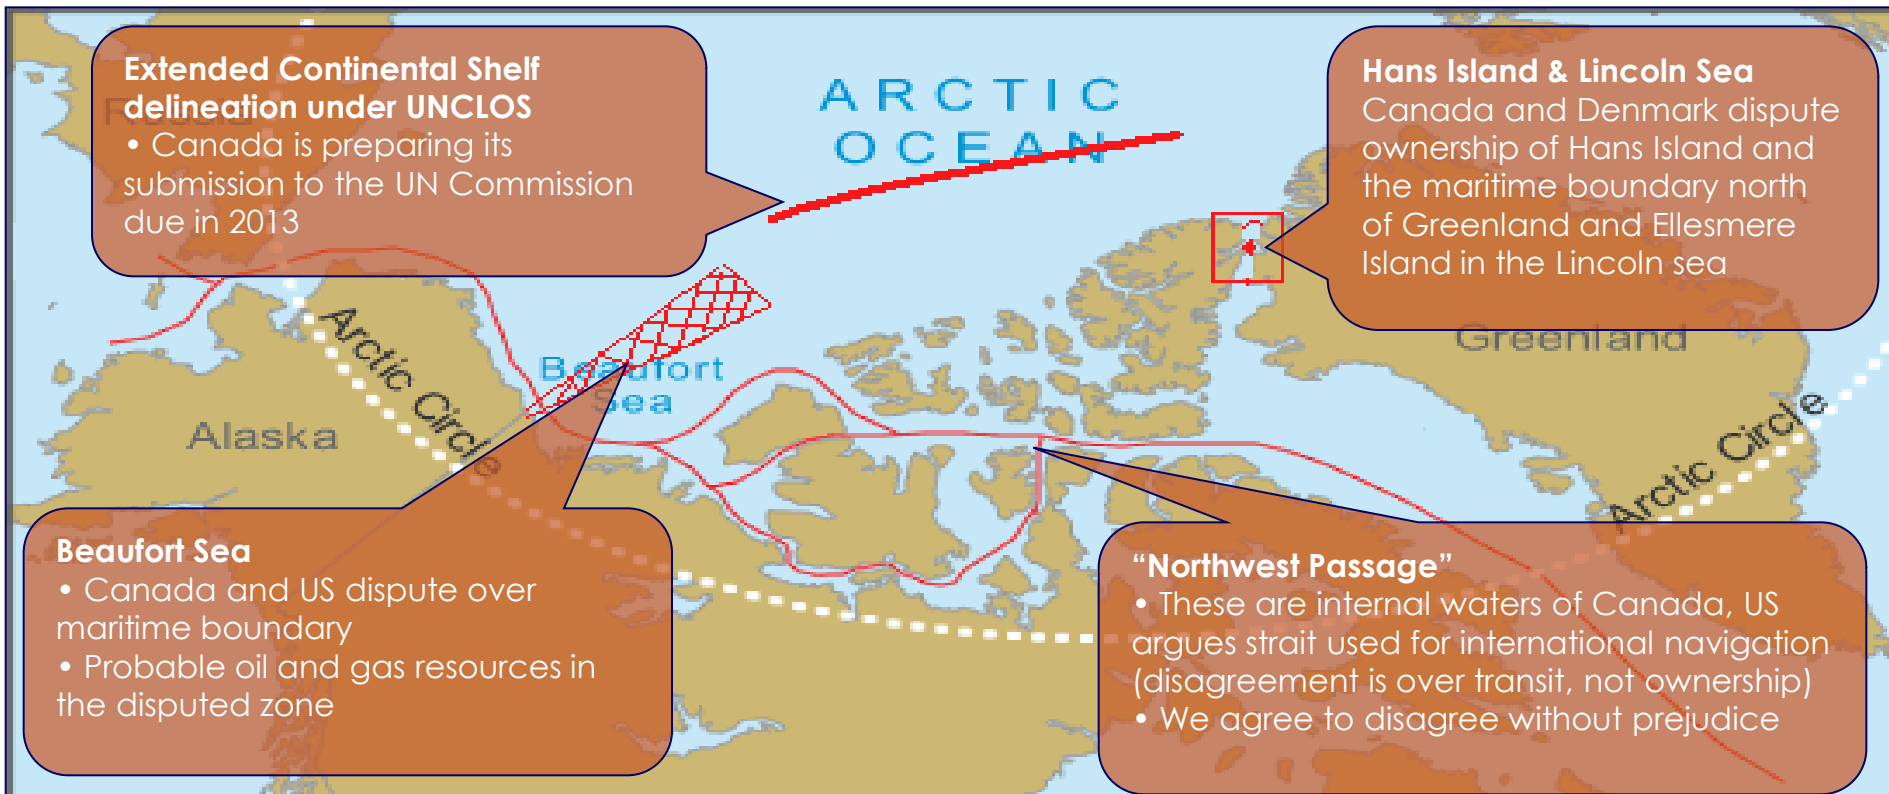 Extended Continental Shelf
delineation under UNCLOS
• Canada is preparing its
submission to the UN Commission
due in 2013
Russia
ARCTIC
OCEAN
Hans Island & Lincoln Sea
Canada and Denmark dispute
ownership of Hans Island and
the maritime boundary north
of Greenland and Ellesmere
Island in the Lincoln sea
Greenland
Arctic Circle
Beaufort
Sea
Alaska
Arctic Circle
Beaufort Sea
• Canada and US dispute over
maritime boundary
• Probable oil and gas resources in
the disputed zone
“Northwest Passage”
• These are internal waters of Canada, US
argues strait used for international navigation
(disagreement is over transit, not ownership)
• We agree to disagree without prejudice